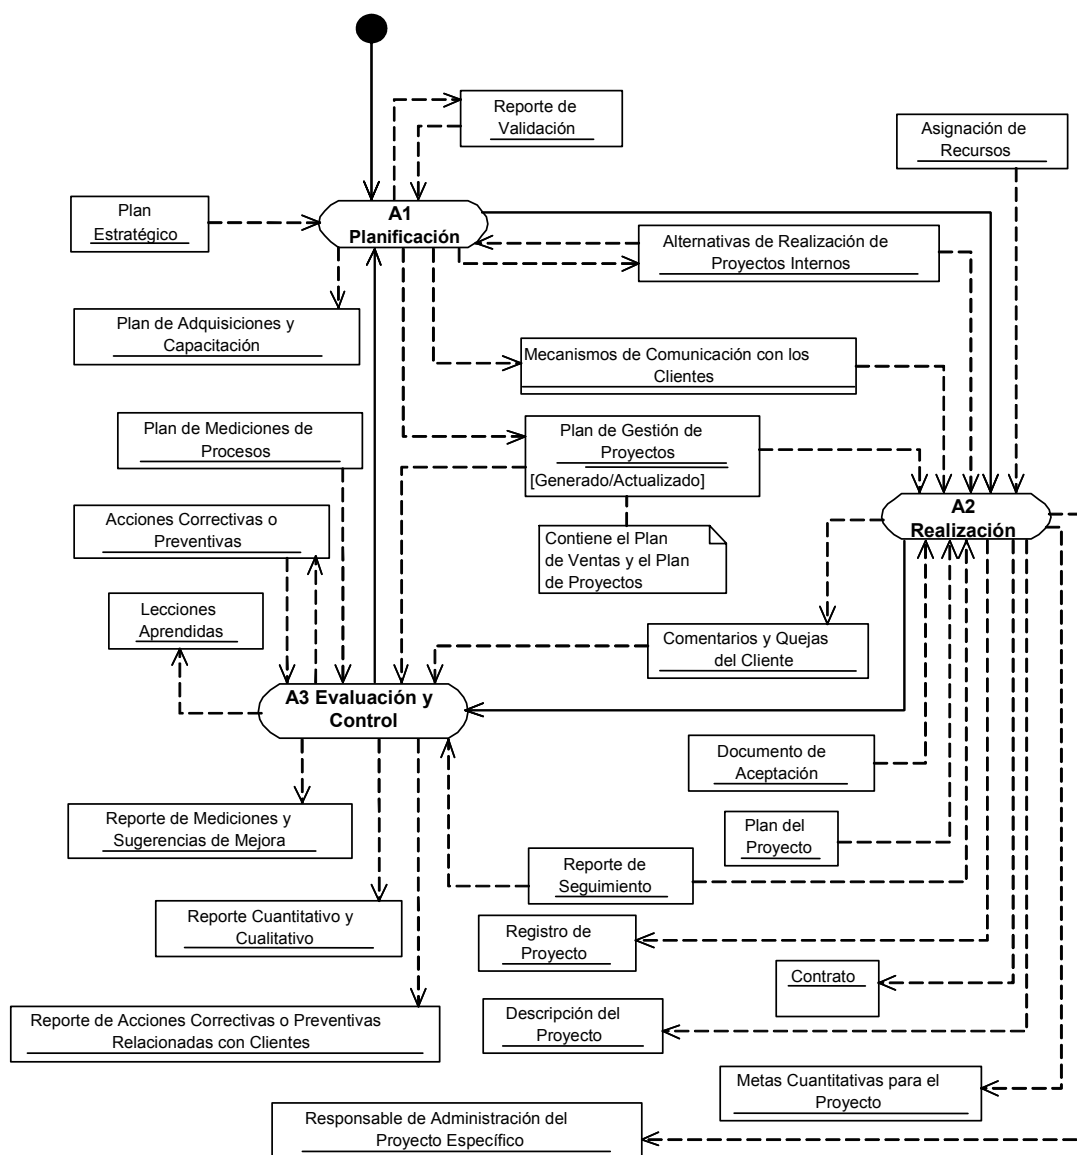 Reporte de
Validación
Asignación de
Recursos
Plan
Estratégico
A1
Planificación
Alternativas de Realización de
Proyectos Internos
Plan de Adquisiciones y
Capacitación
Mecanismos de Comunicación con los
Clientes
Plan de Mediciones de
Procesos
Plan de Gestión de
Proyectos
[Generado/Actualizado]
A2
Realización
Acciones Correctivas o
Preventivas
Contiene el Plan
de Ventas y el Plan
de Proyectos
Lecciones
Aprendidas
Comentarios y Quejas
del Cliente
A3 Evaluación y
Control
Documento de
Aceptación
Reporte de Mediciones y
Sugerencias de Mejora
Plan del
Proyecto
Reporte de
Seguimiento
Reporte Cuantitativo y
Cualitativo
Registro de
Proyecto
Contrato
Reporte de Acciones Correctivas o Preventivas
Relacionadas con Clientes
Descripción del
Proyecto
Metas Cuantitativas para el
Proyecto
Responsable de Administración del
Proyecto Específico